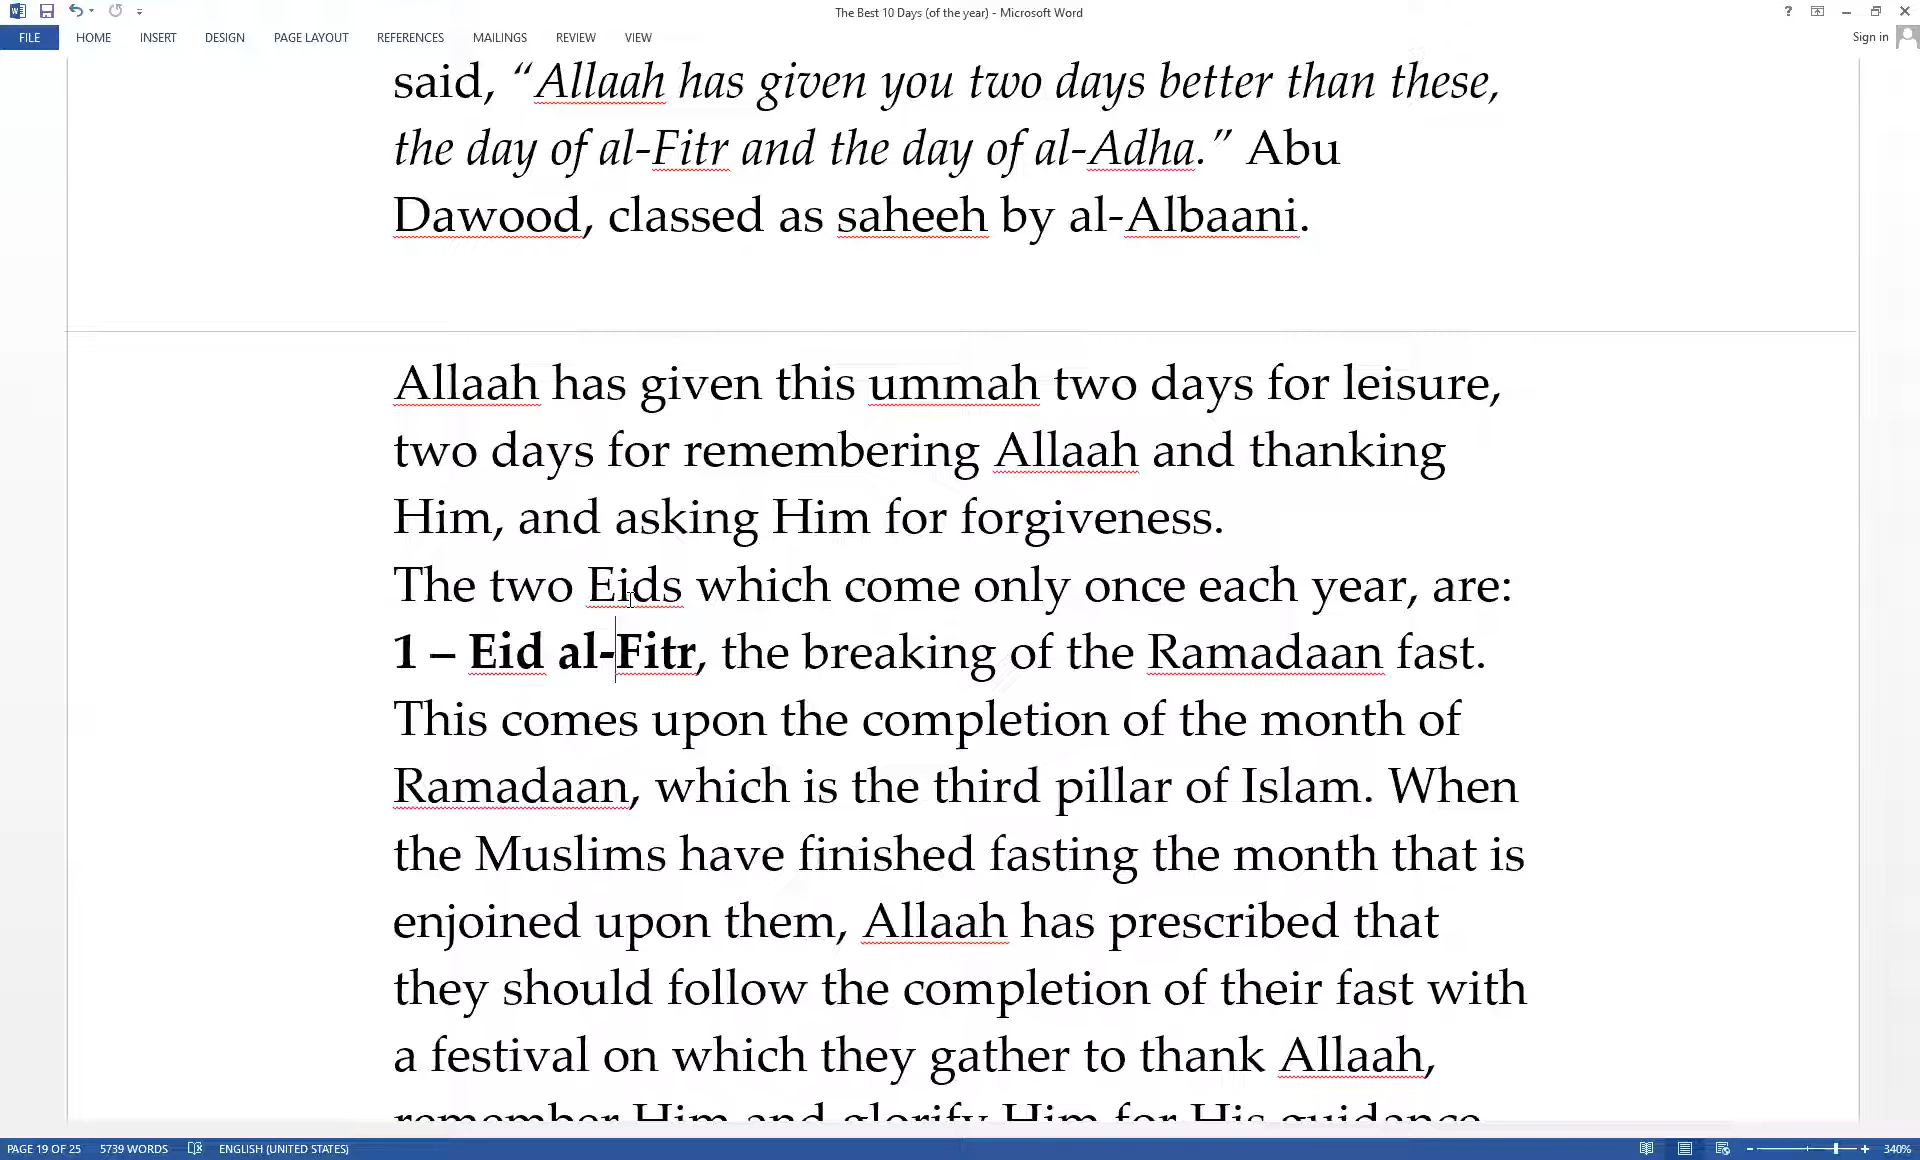 The Best 10 Days (of the year) - Microsoft Word
?
FILE HOME INSERT DESIGN PAGE LAYOUT REFERENCES MAILINGS REVIEW VIEW
Sign in
said, “Allaah has given you two days better than these,
the day of al-Fitr and the day of al-Adha.” Abu
Dawood, classed as saheeh by al-Albaani.
Allaah has given this ummah two days for leisure,
two days for remembering Allaah and thanking
Him, and asking Him for forgiveness.
The two Eids which come only once each year, are:
1 – Eid al-Fitr, the breaking of the Ramadaan fast.
This comes upon the completion of the month of
Ramadaan, which is the third pillar of Islam. When
the Muslims have finished fasting the month that is
enjoined upon them, Allaah has prescribed that
they should follow the completion of their fast with
a festival on which they gather to thank Allaah,
remember Him and glorify Him for His guidance
PAGE 19 OF 25 5739 WORDS ENGLISH (UNITED STATES) 340%